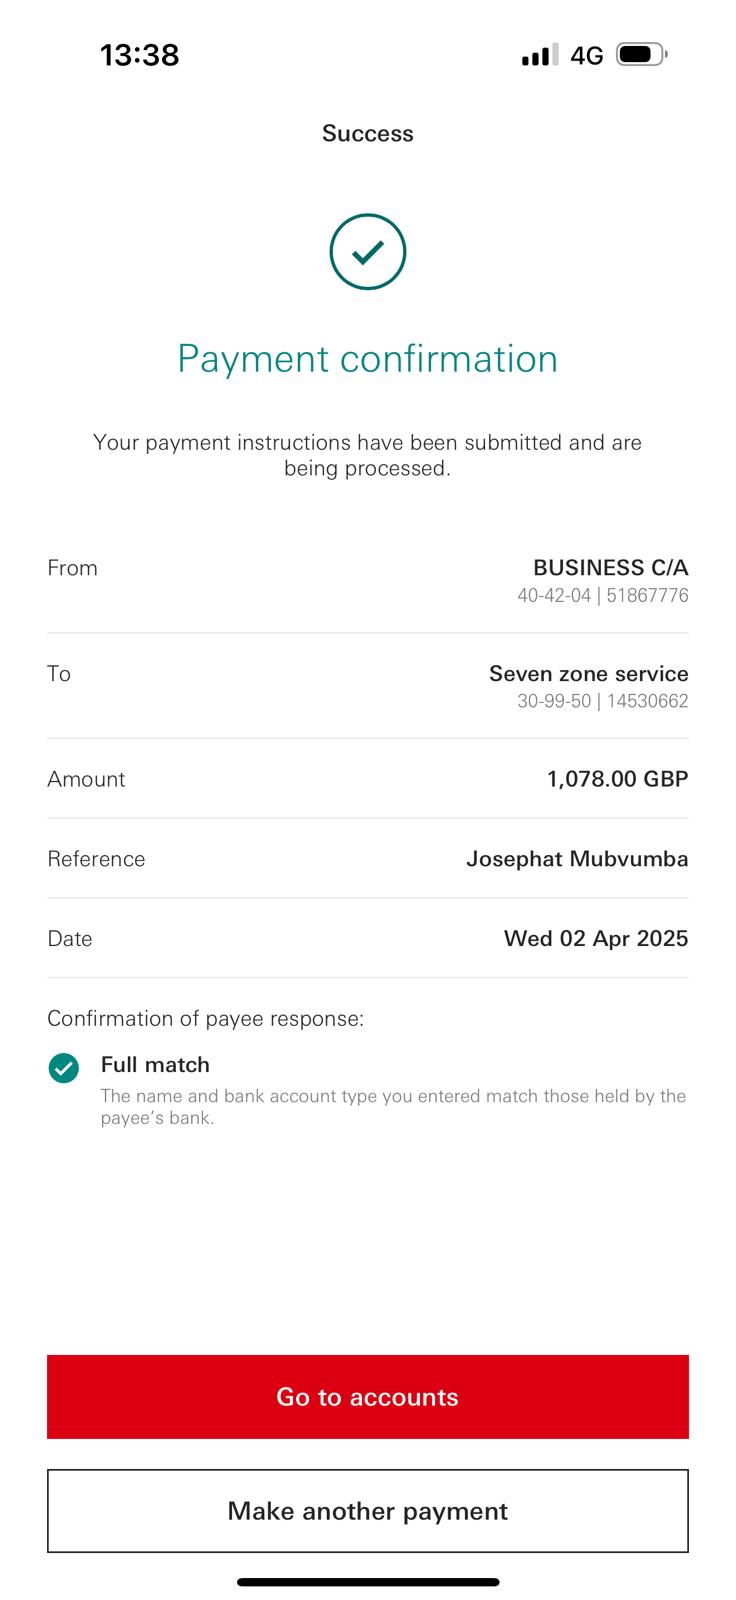 13:38
4G
Success
Payment confirmation
Your payment instructions have been submitted and are
being processed.
From
BUSINESS C/A
40-42-04 | 51867776
To
Seven zone service
30-99-50 | 14530662
Amount
1,078.00 GBP
Reference
Josephat Mubvumba
Date
Wed 02 Apr 2025
Confirmation of payee response:
Full match
The name and bank account type you entered match those held by the
payee’s bank.
Go to accounts
Make another payment